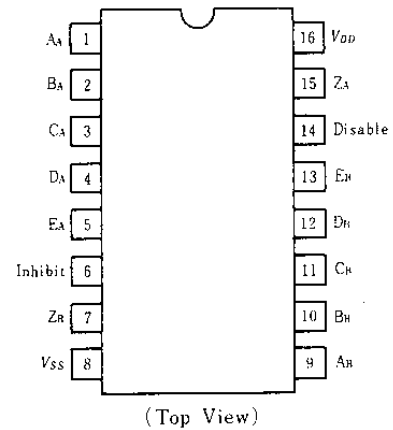 AA 1 16 VDD
BA 2 15 ZA
CA 3 14 Disable
DA 4 13 EB
EA 5 12 DB
Inhibit 6 11 CB
ZB 7 10 BB
VSS 8 9 AB
(Top View)